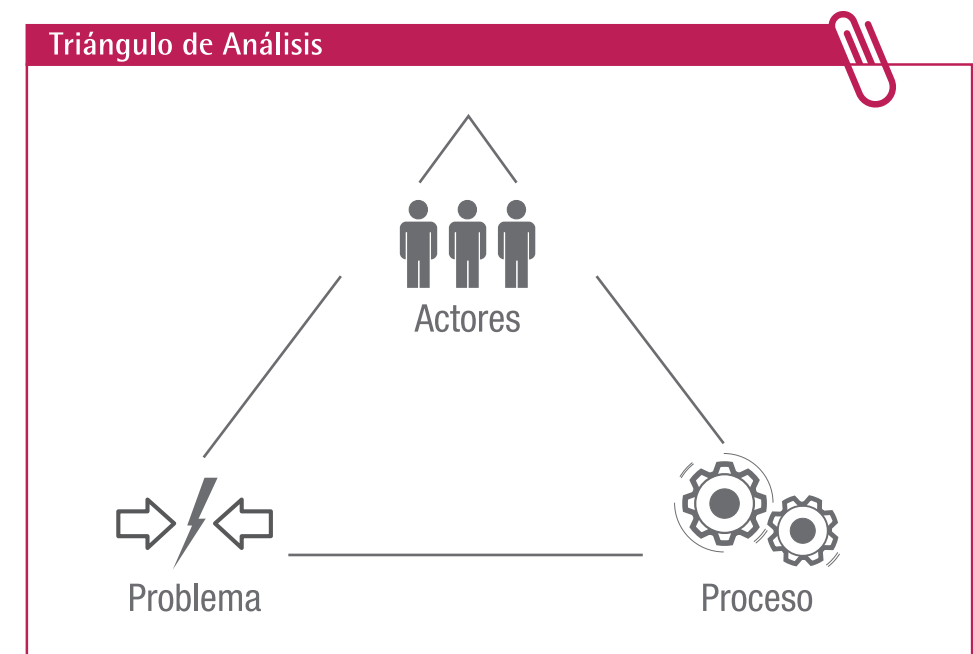 Triángulo de Análisis
Actores
Problema
Proceso